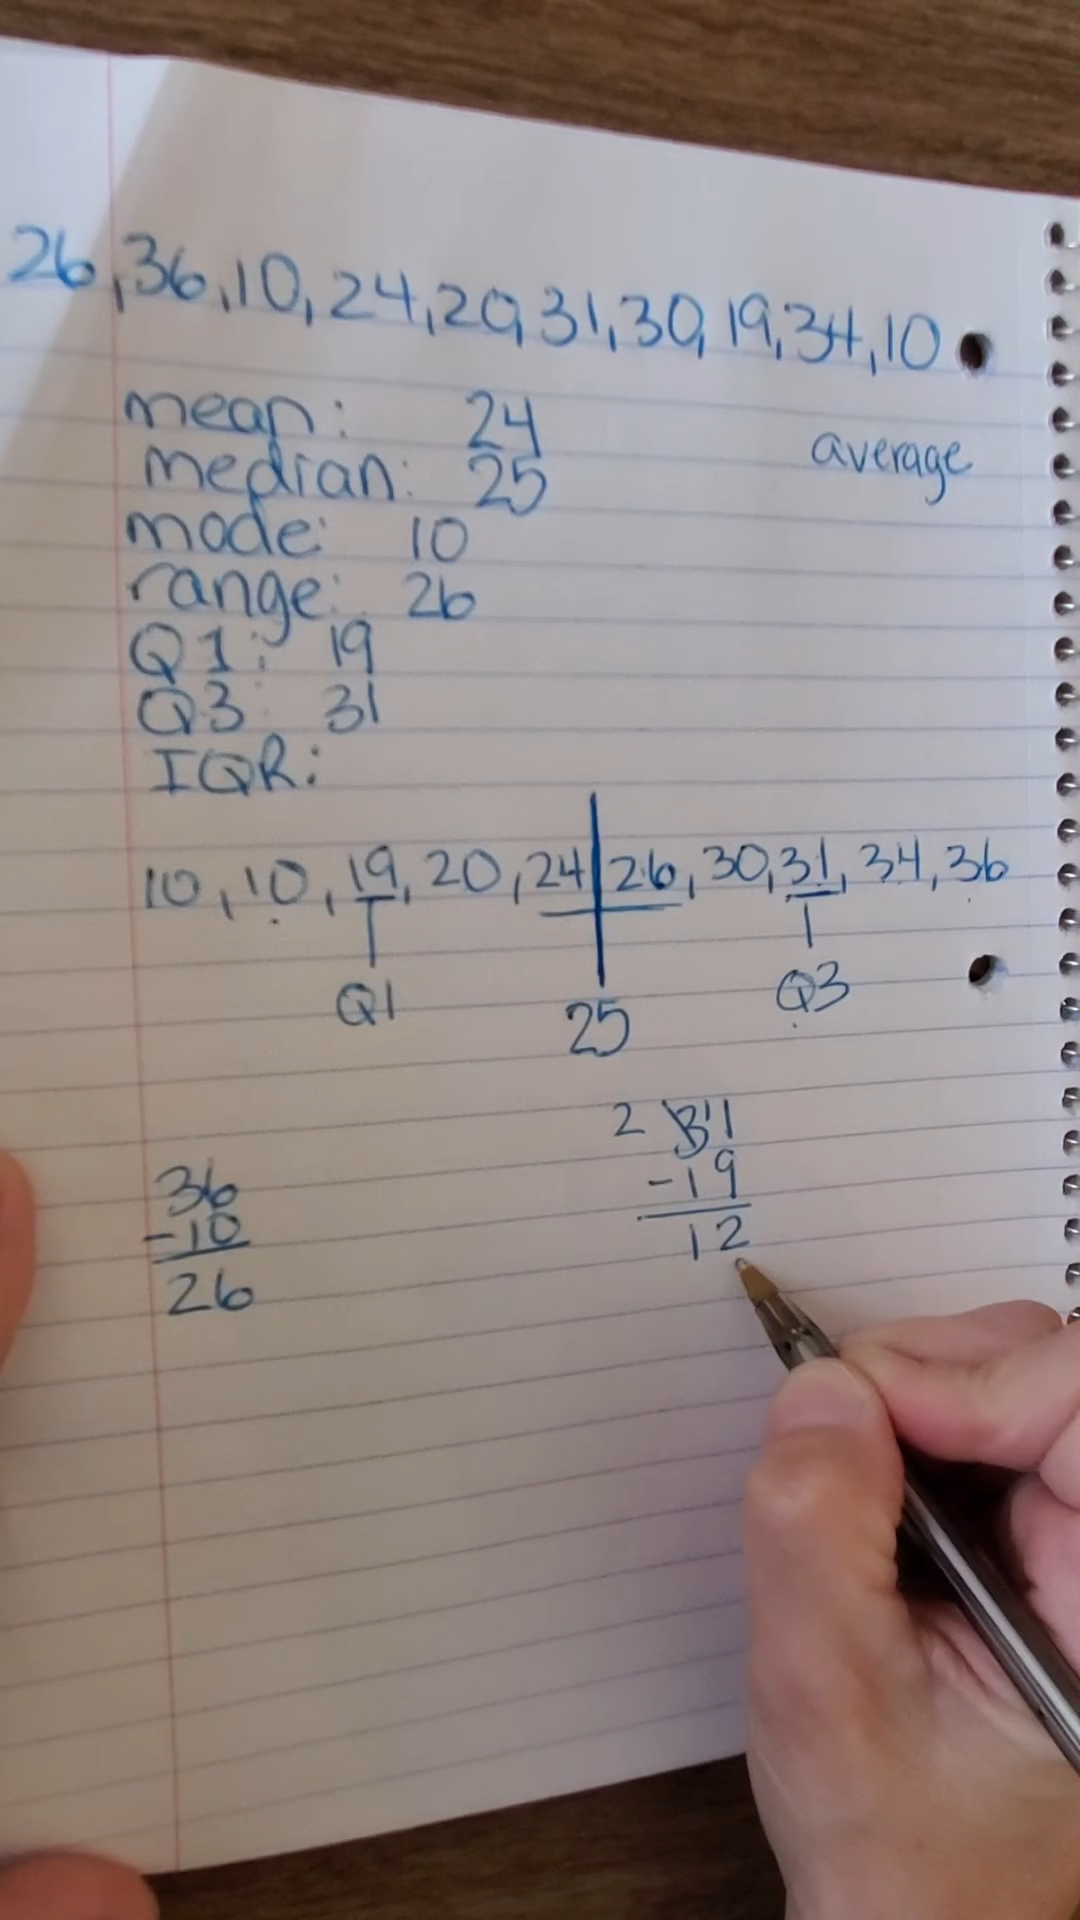 26, 36, 10, 24, 20, 31, 30, 19, 34, 10
mean: 24
average
median: 25
mode: 10
range: 26
Q1: 19
Q3: 31
IQR:
10, 10, 19, 20, 24 | 26, 30, 31, 34, 36
Q1
25
Q3
36
-10
26
2 3 11
-19
12